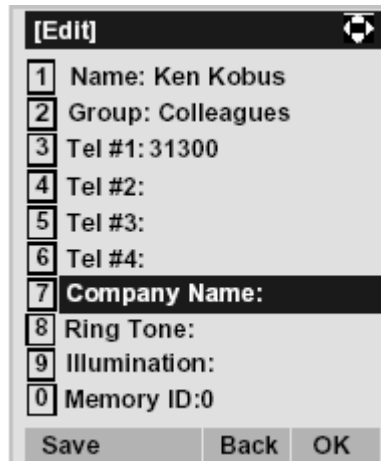 [Edit]
1 Name: Ken Kobus
2 Group: Colleagues
3 Tel #1: 31300
4 Tel #2:
5 Tel #3:
6 Tel #4:
7 Company Name:
8 Ring Tone:
9 Illumination:
0 Memory ID:0
Save Back OK